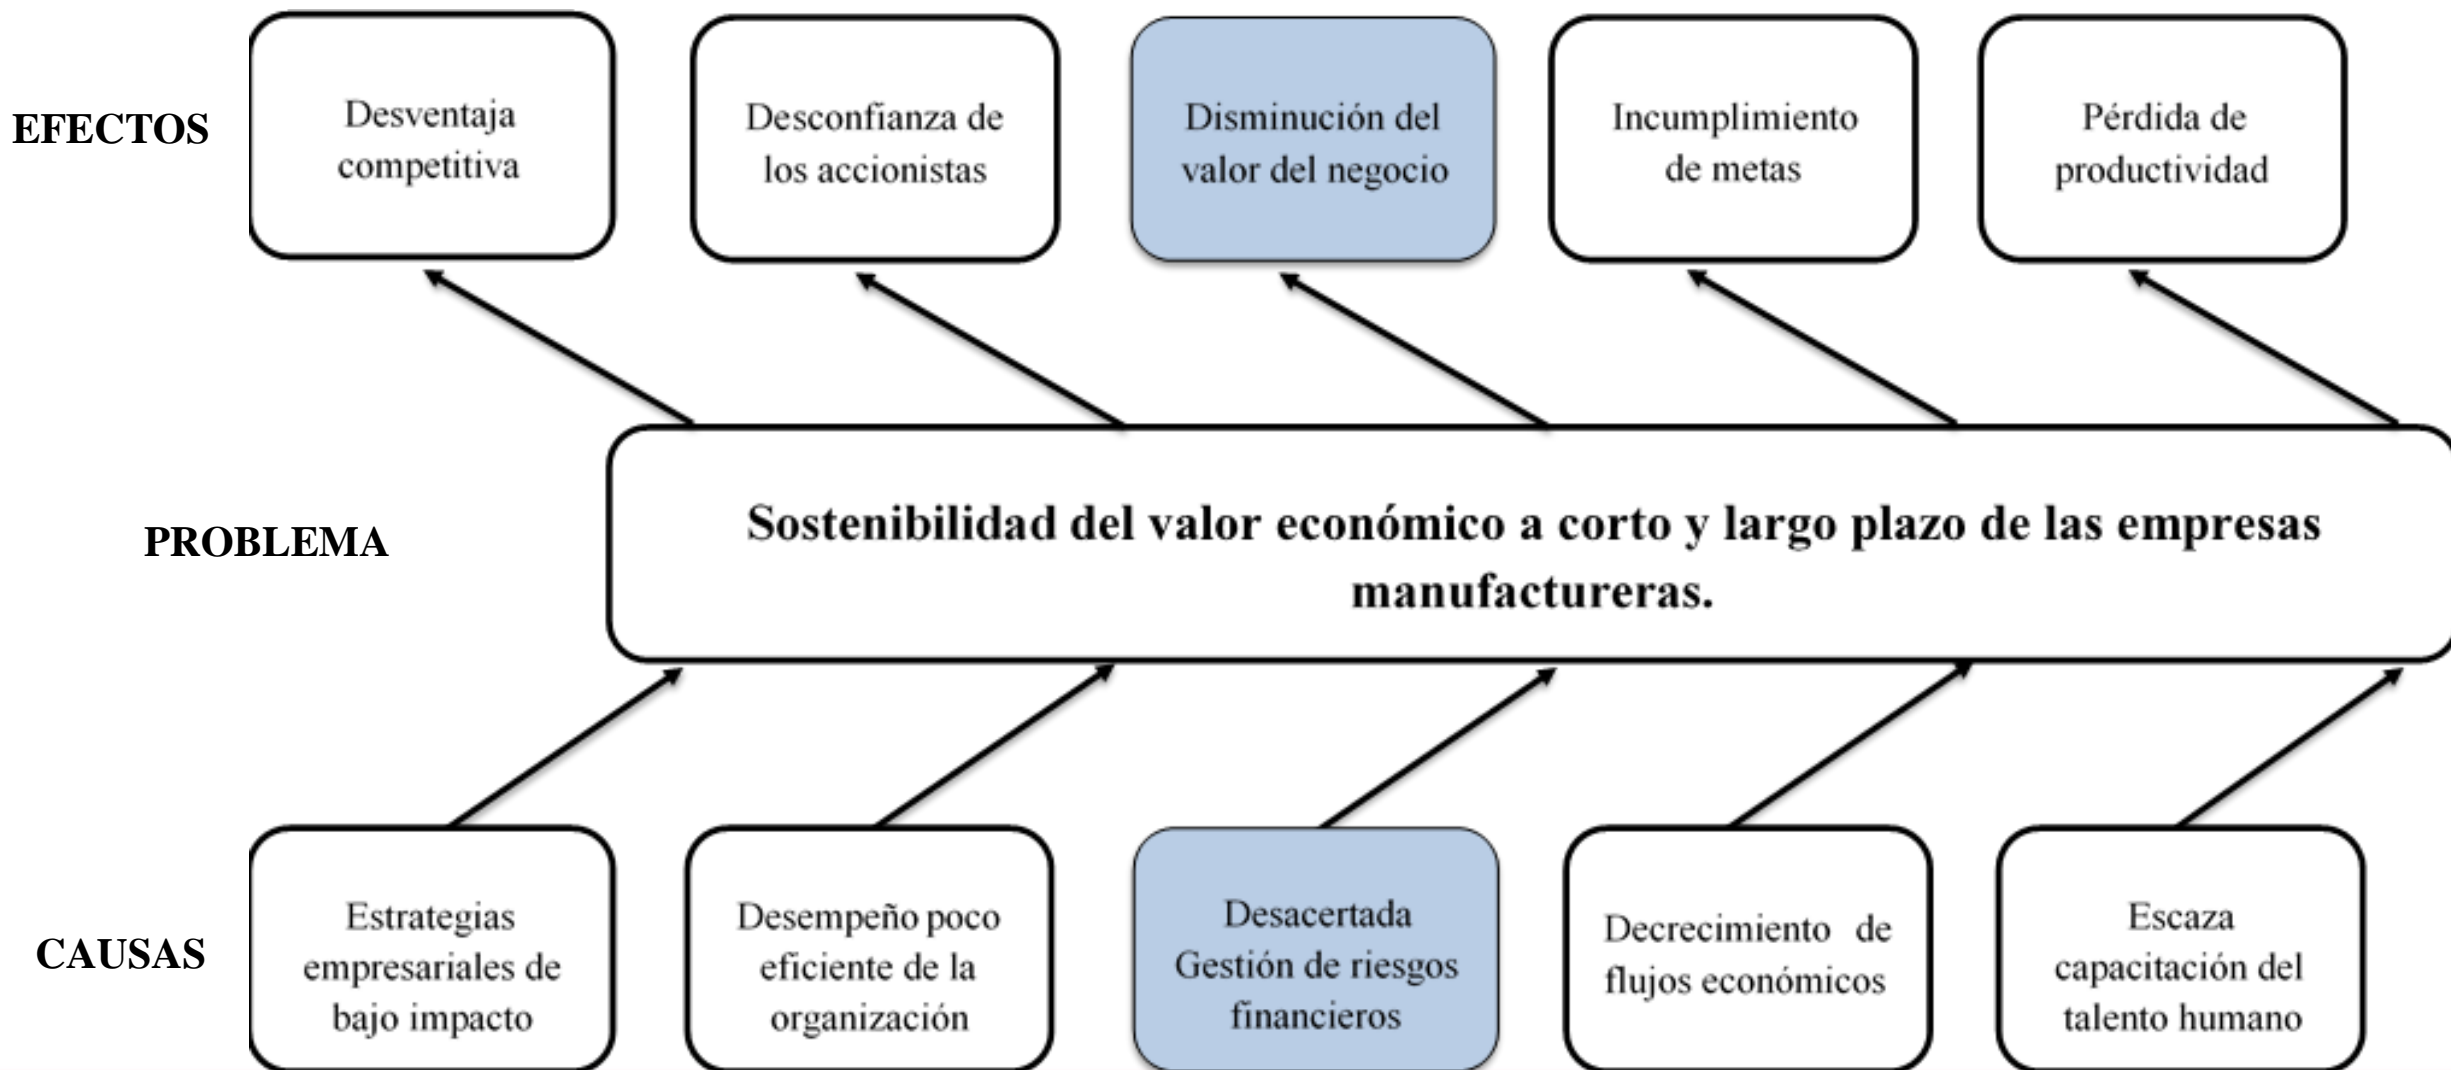 EFECTOS
Desventaja
competitiva
Desconfianza de
los accionistas
Disminución del
valor del negocio
Incumplimiento
de metas
Pérdida de
productividad
PROBLEMA
Sostenibilidad del valor económico a corto y largo plazo de las empresas
manufactureras.
CAUSAS
Estrategias
empresariales de
bajo impacto
Desempeño poco
eficiente de la
organización
Desacertada
Gestión de riesgos
financieros
Decrecimiento de
flujos económicos
Escaza
capacitación del
talento humano